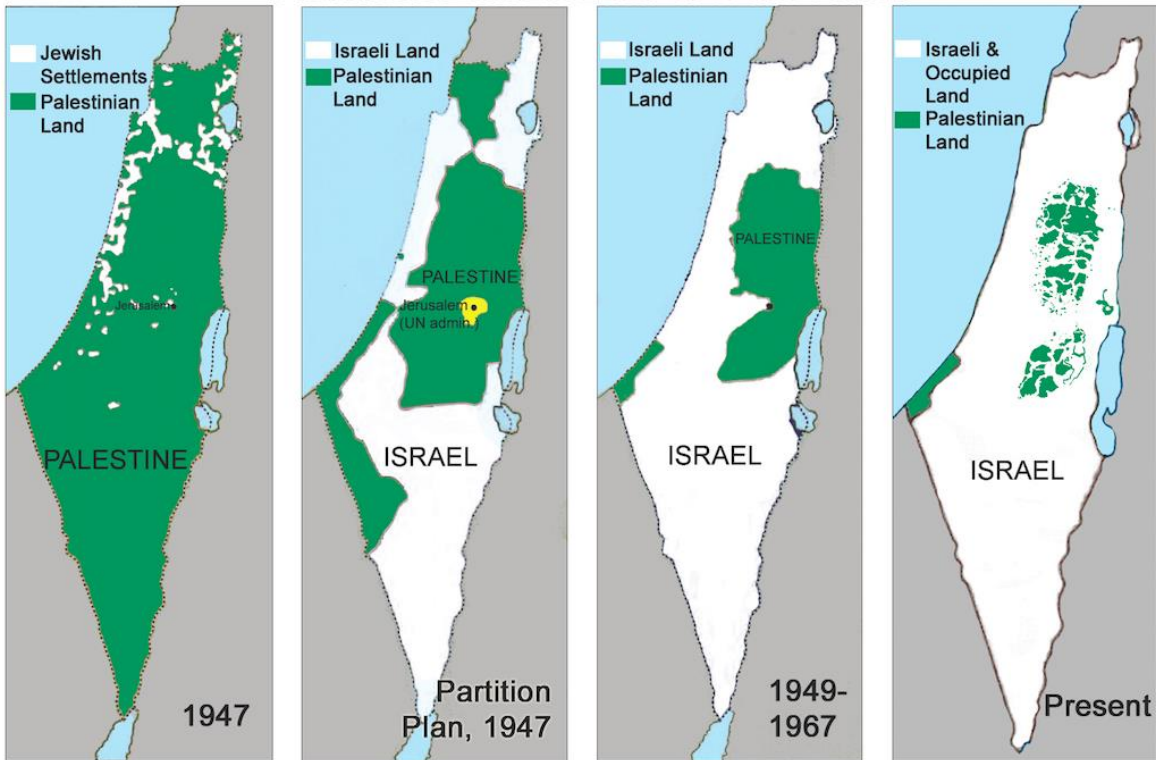 Jewish
Settlements
Palestinian
Land
Jerusalem
PALESTINE
1947
Israeli Land
Palestinian
Land
PALESTINE
Jerusalem
(UN admin.)
ISRAEL
Partition
Plan, 1947
Israeli Land
Palestinian
Land
PALESTINE
ISRAEL
1949-
1967
Israeli &
Occupied
Land
Palestinian
Land
ISRAEL
Present